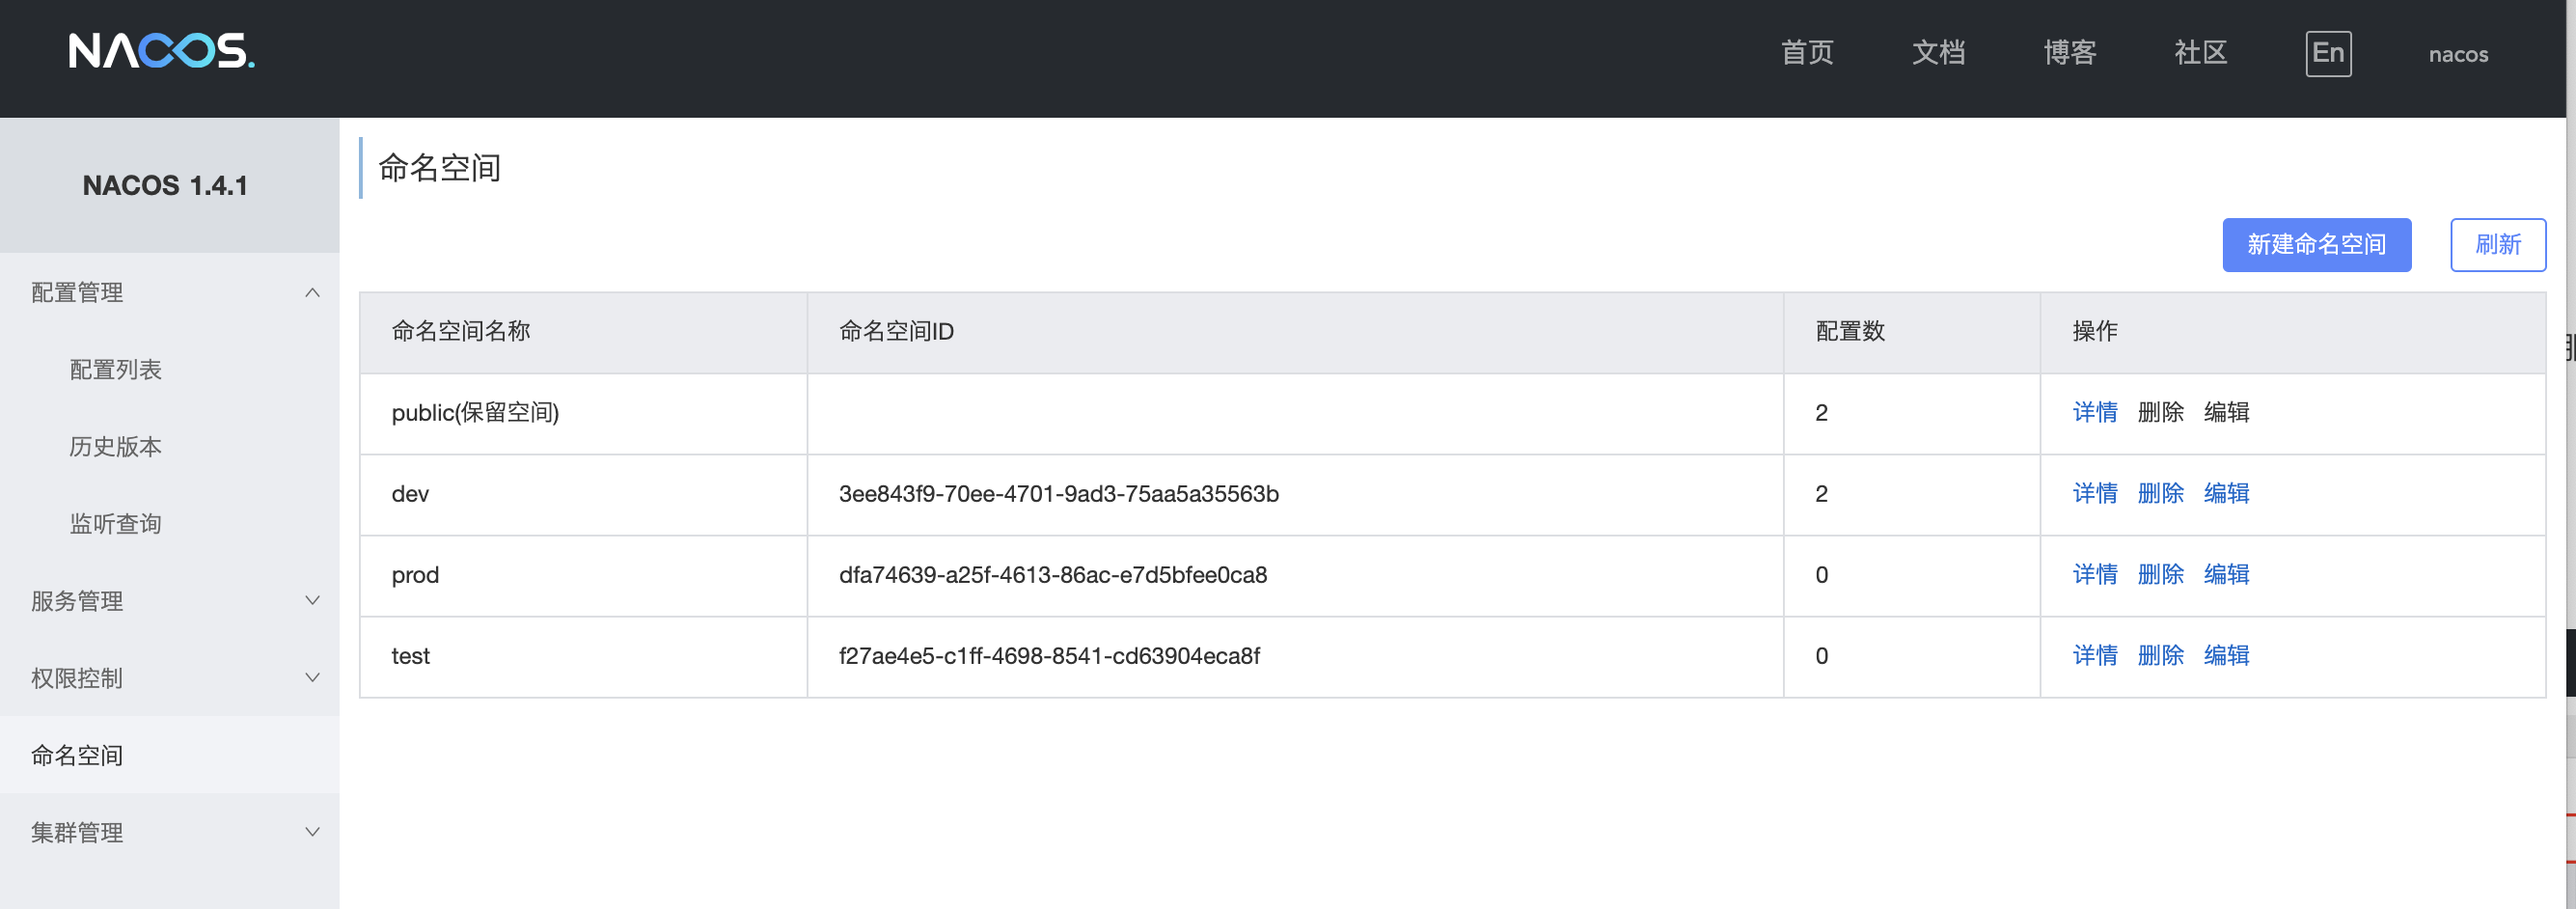 NACOS.
首页 文档 博客 社区 En nacos
NACOS 1.4.1
配置管理
配置列表
历史版本
监听查询
服务管理
权限控制
命名空间
集群管理
命名空间
新建命名空间 刷新
命名空间名称 命名空间ID 配置数 操作
public(保留空间) 2 详情 删除 编辑
dev 3ee843f9-70ee-4701-9ad3-75aa5a35563b 2 详情 删除 编辑
prod dfa74639-a25f-4613-86ac-e7d5bfee0ca8 0 详情 删除 编辑
test f27ae4e5-c1ff-4698-8541-cd63904eca8f 0 详情 删除 编辑